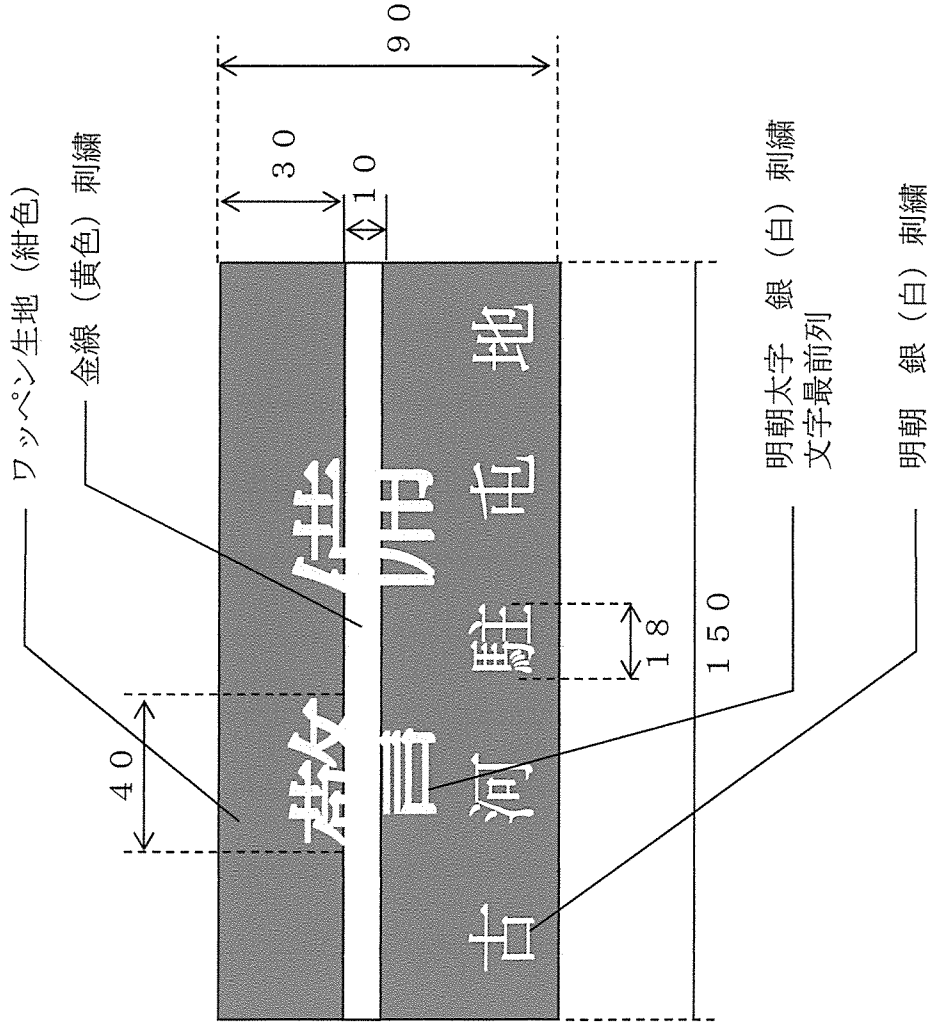 ワッペン生地（紺色）
金線（黄色）刺繍
４０
３０
１０
９０
警備
古河駐屯地
１８
１５０
明朝太字　銀（白）刺繍
文字最前列
明朝　銀（白）刺繍